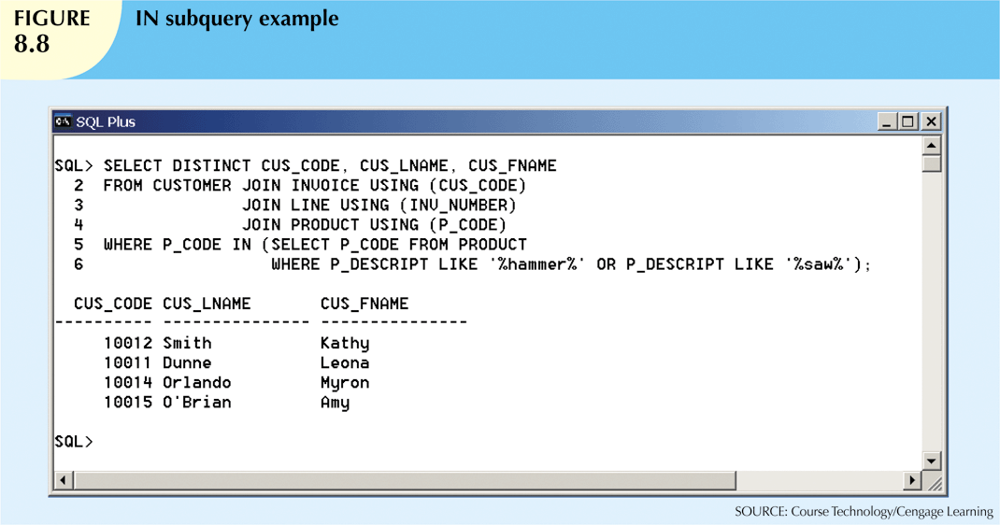 FIGURE
8.8
IN subquery example
SQL Plus
SQL> SELECT DISTINCT CUS_CODE, CUS_LNAME, CUS_FNAME
2 FROM CUSTOMER JOIN INVOICE USING (CUS_CODE)
3 JOIN LINE USING (INV_NUMBER)
4 JOIN PRODUCT USING (P_CODE)
5 WHERE P_CODE IN (SELECT P_CODE FROM PRODUCT
6 WHERE P_DESCRIPT LIKE '%hammer%' OR P_DESCRIPT LIKE '%saw%');
CUS_CODE CUS_LNAME CUS_FNAME
---------- --------------- ---------------
10012 Smith Kathy
10011 Dunne Leona
10014 Orlando Myron
10015 O'Brian Amy
SQL>
SOURCE: Course Technology/Cengage Learning